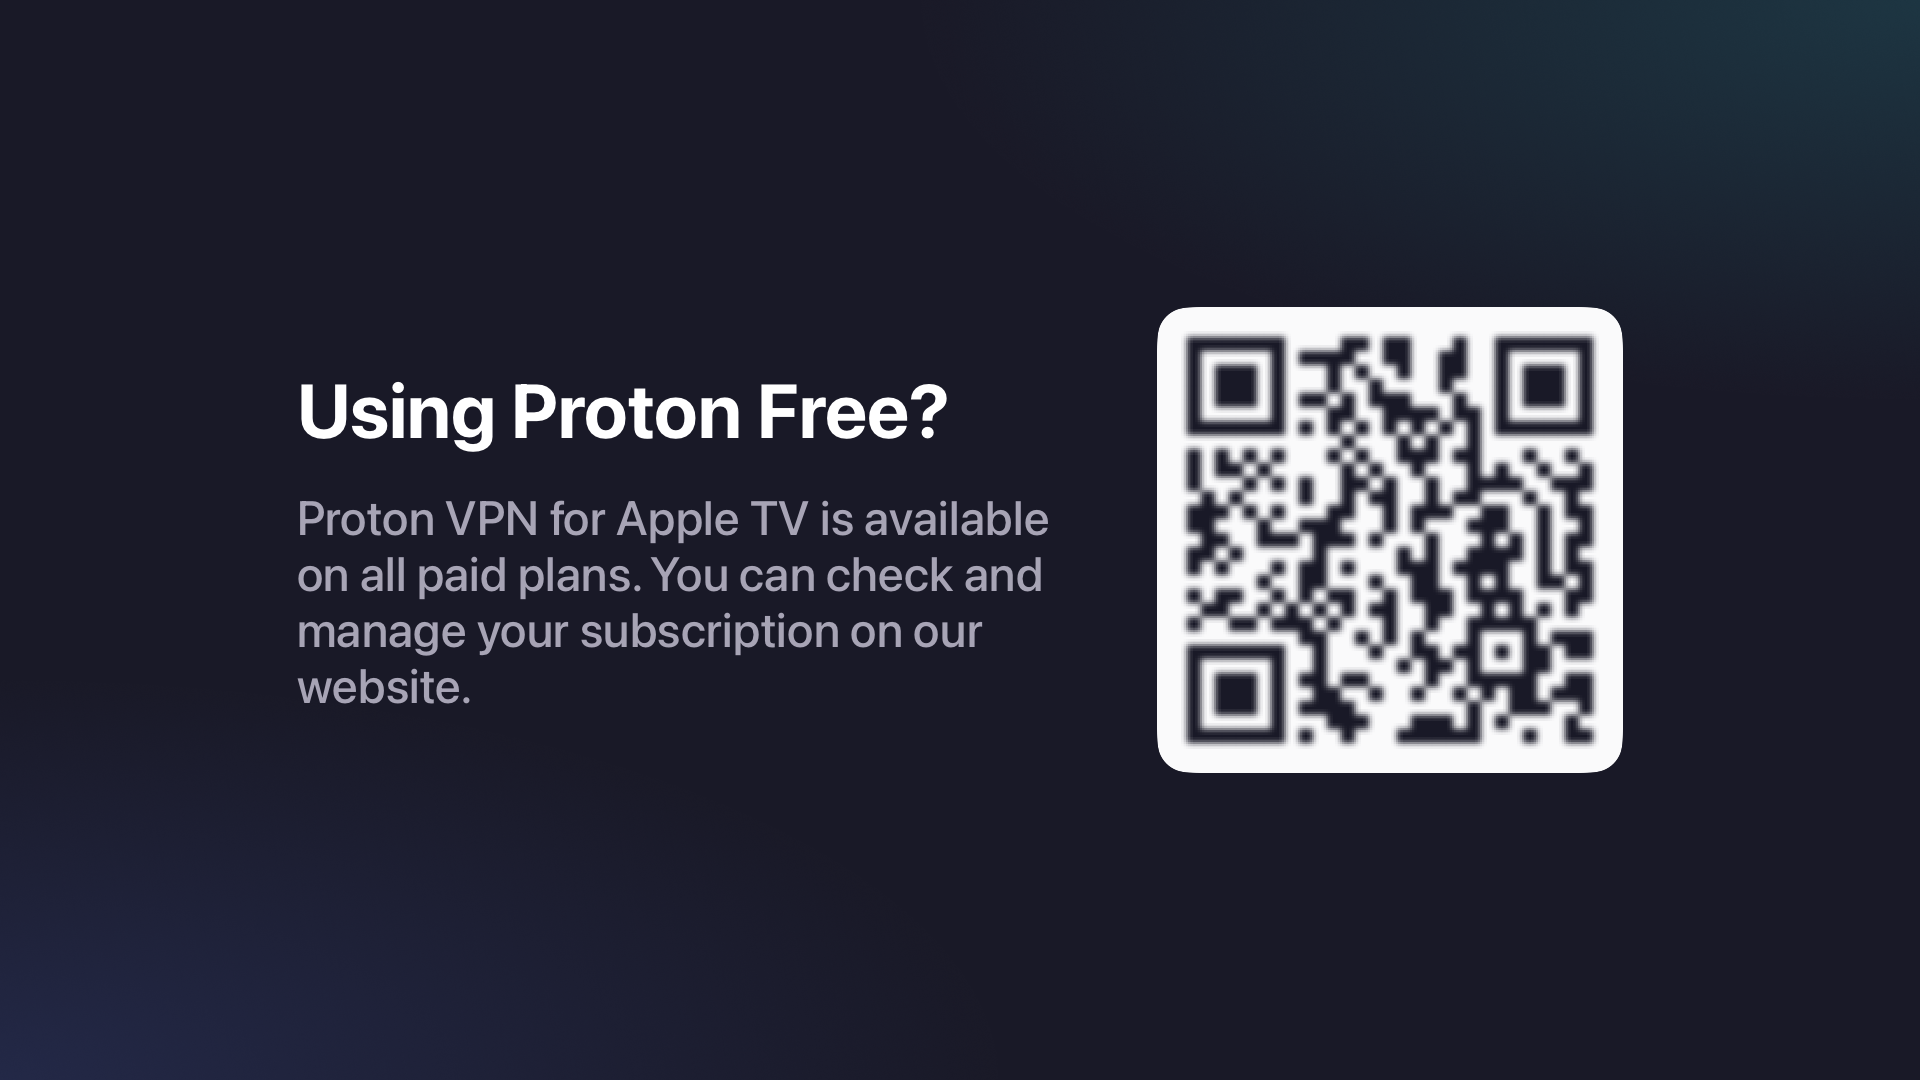 Using Proton Free?
Proton VPN for Apple TV is available
on all paid plans. You can check and
manage your subscription on our
website.